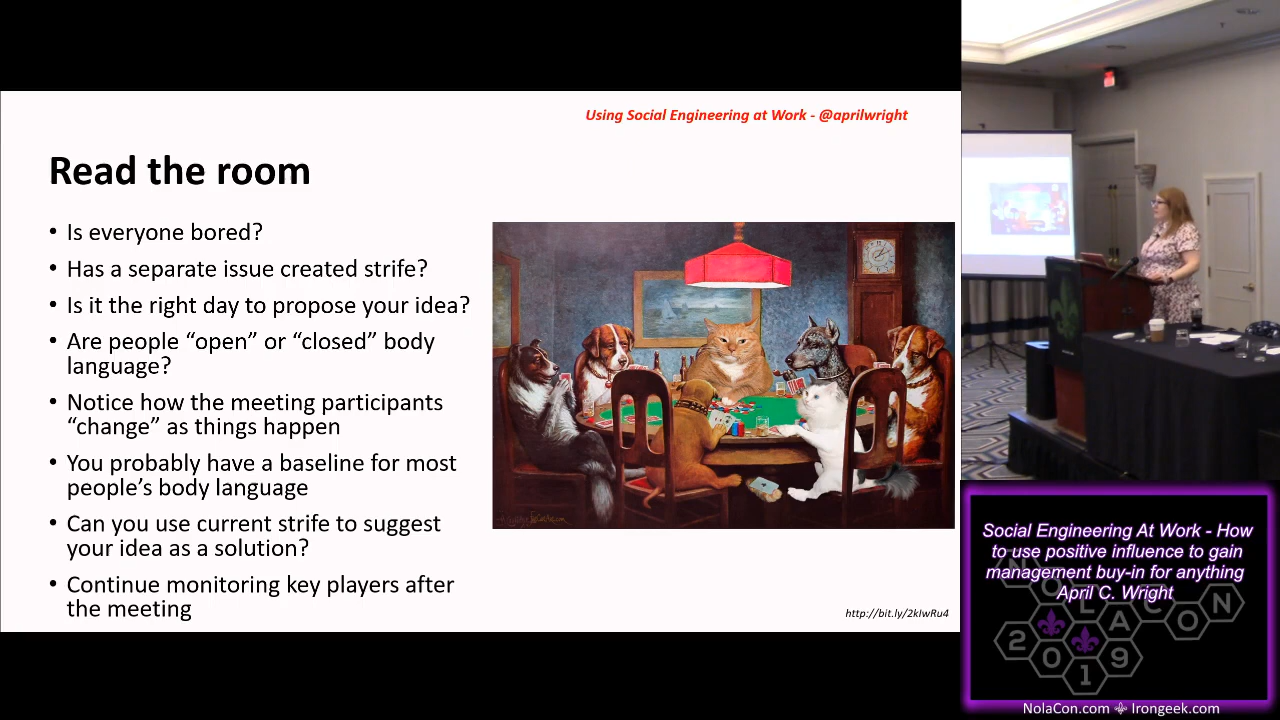 Using Social Engineering at Work - @aprilwright
Read the room
• Is everyone bored?
• Has a separate issue created strife?
• Is it the right day to propose your idea?
• Are people “open” or “closed” body
language?
• Notice how the meeting participants
“change” as things happen
• You probably have a baseline for most
people’s body language
• Can you use current strife to suggest
your idea as a solution?
• Continue monitoring key players after
the meeting
http://bit.ly/2kIwRu4
Social Engineering At Work - How
to use positive influence to gain
management buy-in for anything
April C. Wright
NOLACON
2019
NolaCon.com ⚜ Irongeek.com